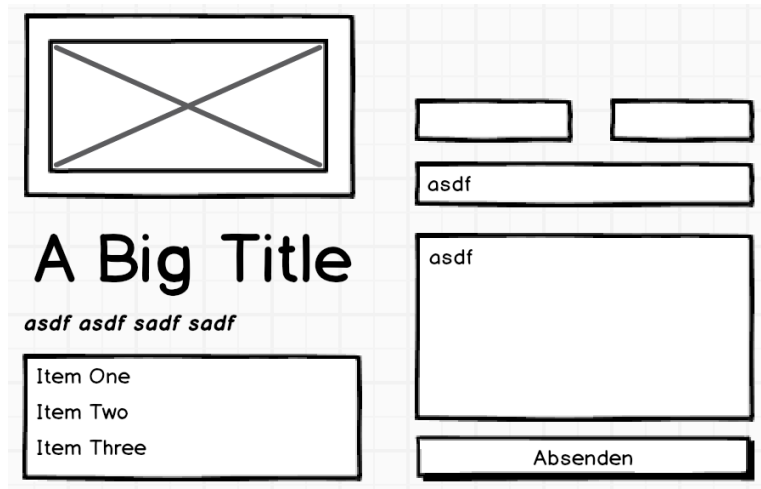 A Big Title
asdf asdf sadf sadf
Item One
Item Two
Item Three
asdf
asdf
Absenden